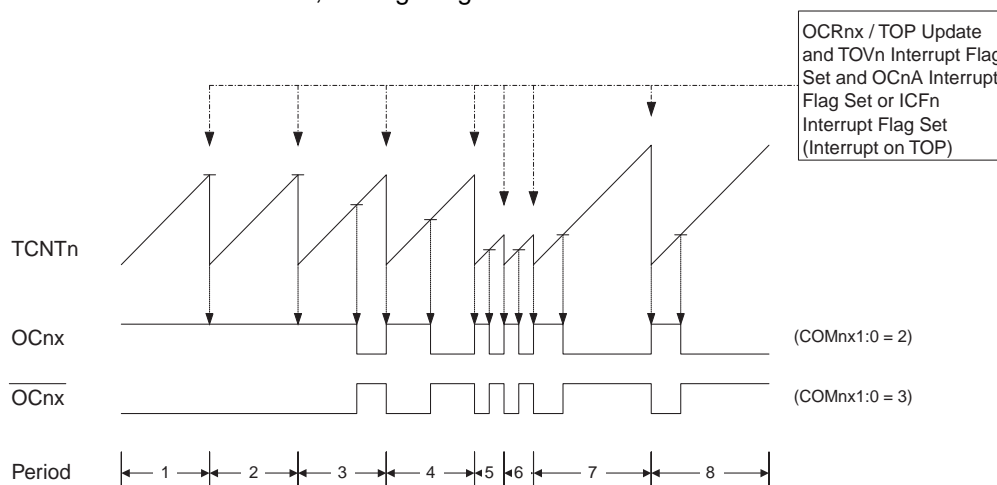 OCRnx / TOP Update
and TOVn Interrupt Flag
Set and OCnA Interrupt
Flag Set or ICFn
Interrupt Flag Set
(Interrupt on TOP)
TCNTn
OCnx
(COMnx1:0 = 2)
OCnx
(COMnx1:0 = 3)
Period
1 2 3 4 5 6 7 8